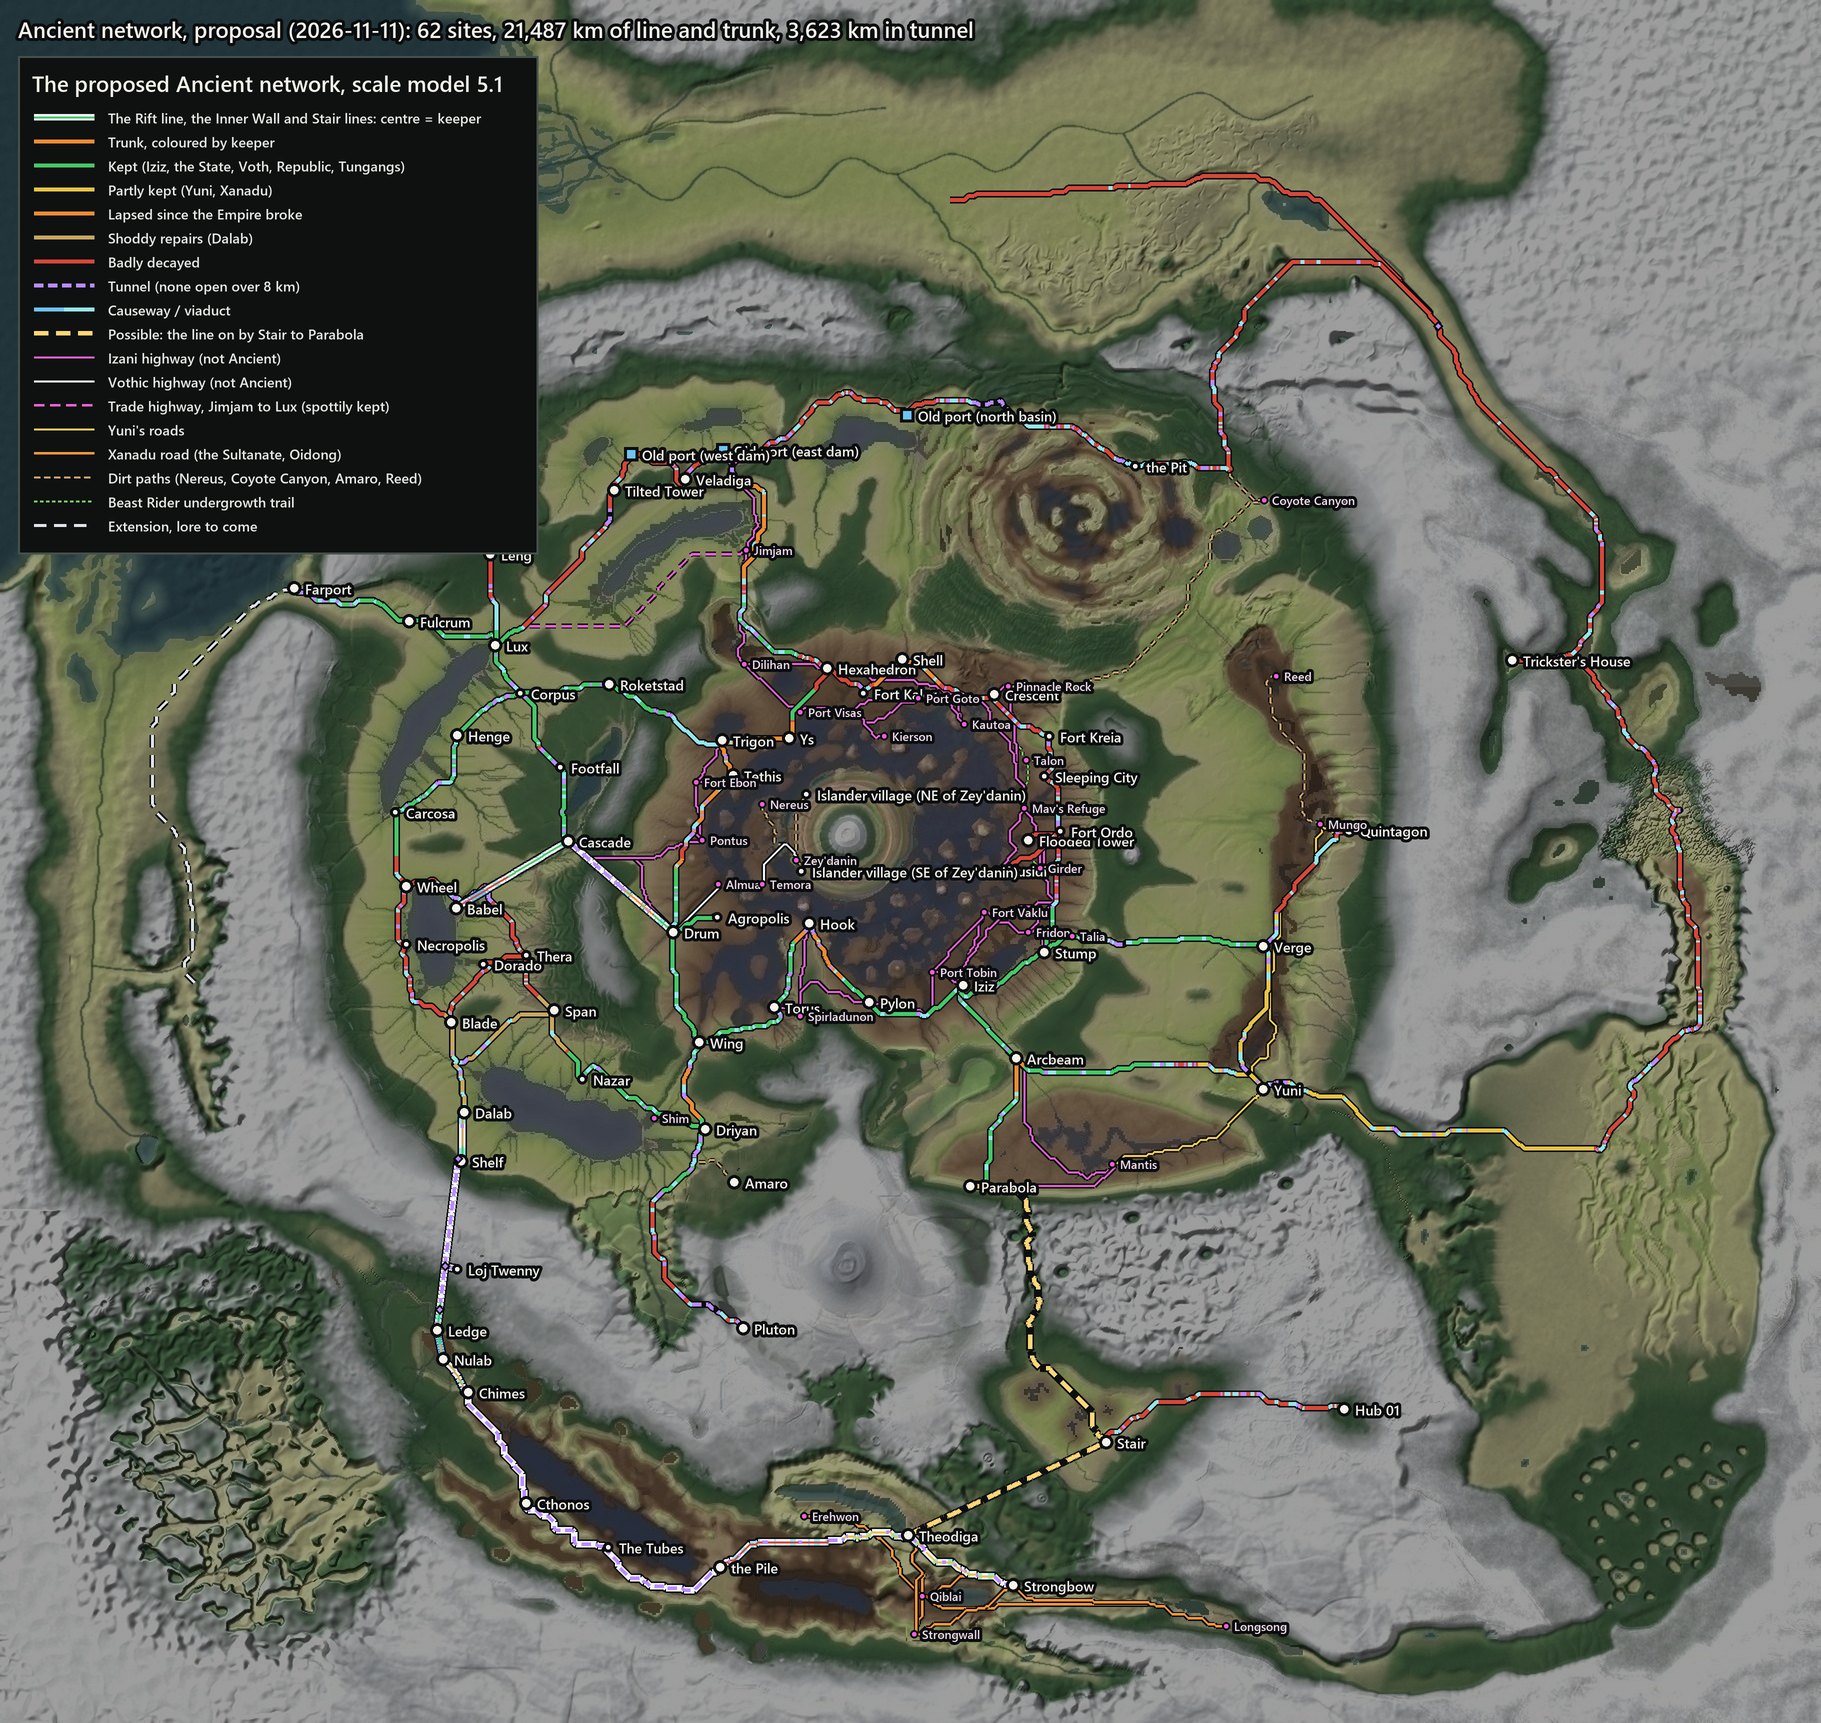 Ancient network, proposal (2026-11-11): 62 sites, 21,487 km of line and trunk, 3,623 km in tunnel
The proposed Ancient network, scale model 5.1
The Rift line, the Inner Wall and Stair lines: centre = keeper
Trunk, coloured by keeper
Kept (Iziz, the State, Voth, Republic, Tungangs)
Partly kept (Yuni, Xanadu)
Lapsed since the Empire broke
Shoddy repairs (Dalab)
Badly decayed
Tunnel (none open over 8 km)
Causeway / viaduct
Possible: the line on by Stair to Parabola
Izani highway (not Ancient)
Vothic highway (not Ancient)
Trade highway, Jimjam to Lux (spottily kept)
Yuni's roads
Xanadu road (the Sultanate, Oidong)
Dirt paths (Nereus, Coyote Canyon, Amaro, Reed)
Beast Rider undergrowth trail
Extension, lore to come
Old port (north basin)
Old port (west dam)
(east dam)
the Pit
Veladiga
Tilted Tower
Coyote Canyon
Jimjam
Leng
Farport
Fulcrum
Lux
Shell
Trickster's House
Dilihan
Hexahedron
Reed
Roketstad
Corpus
Pinnacle Rock
Crescent
Port Goto
Port Visas
Kautoa
Henge
Kierson
Fort Kreia
Trigon
Ys
Talon
Footfall
Tethis
Sleeping City
Fort Ebon
Islander village (NE of Zey'danin)
Nereus
Mav's Refuge
Carcosa
Mungo
Quintagon
Fort Ordo
Flooded Tower
Cascade
Pontus
Zey'danin
Girder
Islander village (SE of Zey'danin)
Wheel
Temora
Babel
Fort Vaklu
Agropolis
Hook
Drum
Fridon
Talia
Necropolis
Verge
Stump
Thera
Dorado
Port Tobin
Iziz
Pylon
Torus
Span
Spirladunon
Blade
Wing
Arcbeam
Nazar
Yuni
Dalab
Shim
Driyan
Shelf
Mantis
Amaro
Parabola
Loj Twenny
Ledge
Pluton
Nulab
Chimes
Hub 01
Stair
Cthonos
Erehwon
Theodiga
The Tubes
the Pile
Strongbow
Qiblai
Longsong
Strongwall